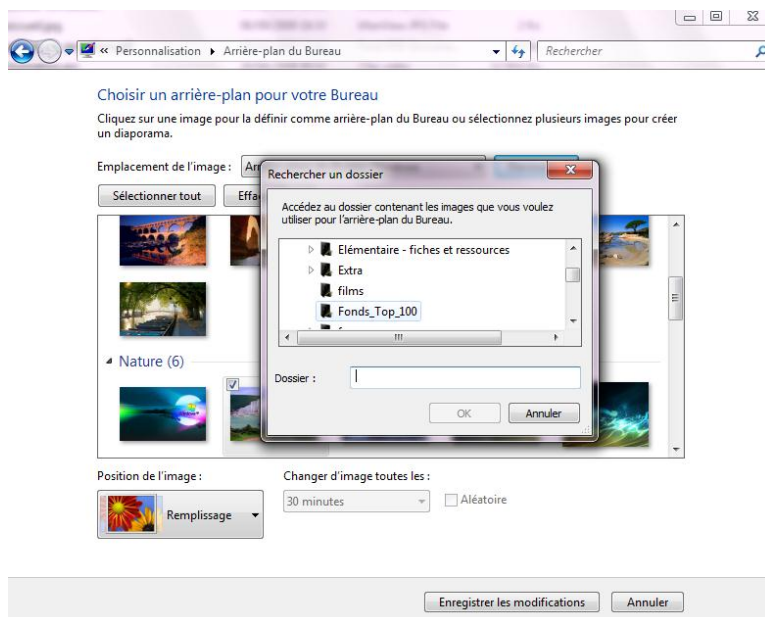 « Personnalisation ▸ Arrière-plan du Bureau
Rechercher
Choisir un arrière-plan pour votre Bureau
Cliquez sur une image pour la définir comme arrière-plan du Bureau ou sélectionnez plusieurs images pour créer
un diaporama.
Emplacement de l'image :
Sélectionner tout
Rechercher un dossier
Accédez au dossier contenant les images que vous voulez
utiliser pour l'arrière-plan du Bureau.
Elémentaire - fiches et ressources
Extra
films
Fonds_Top_100
Dossier :
OK
Annuler
Nature (6)
Position de l'image :
Changer d'image toutes les :
Remplissage
30 minutes
Aléatoire
Enregistrer les modifications
Annuler